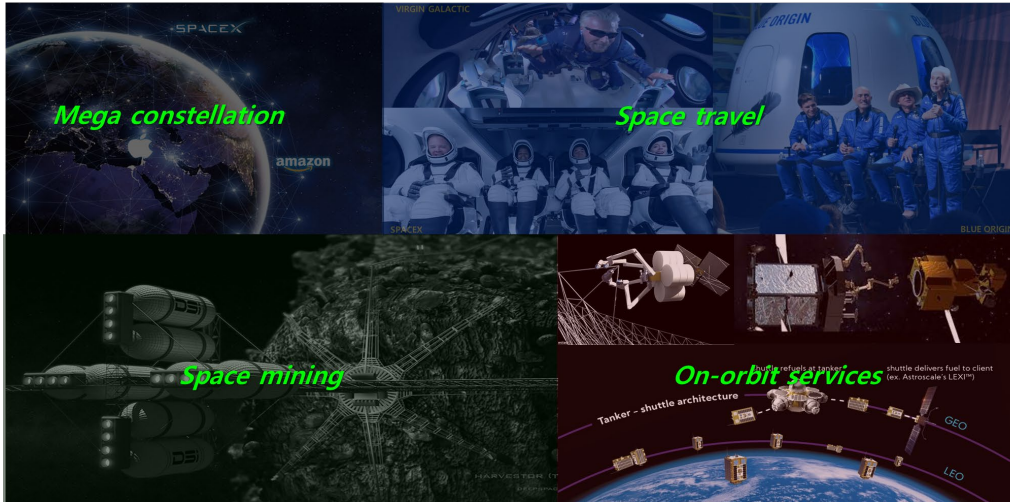 SPACEX
amazon
Mega constellation
VIRGIN GALACTIC
BLUE ORIGIN
Space travel
SPACEX
BLUE ORIGIN
DSI
DSI
Space mining
On-orbit services
shuttle refuels at tanker
shuttle delivers fuel to client
(ex. Astroscale's LEXI™)
Tanker - shuttle architecture
GEO
LEO